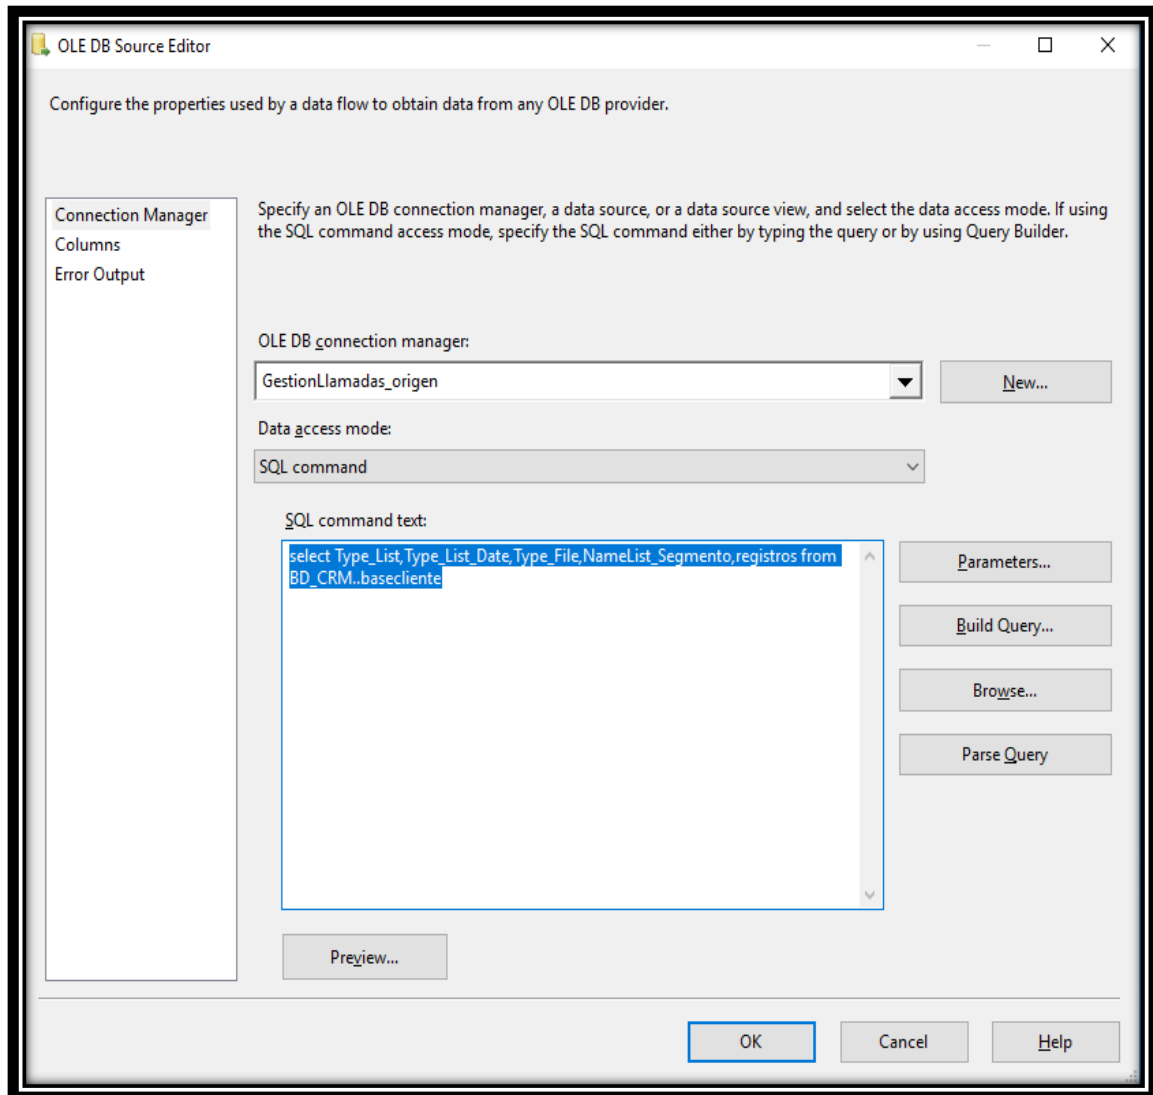 OLE DB Source Editor
Configure the properties used by a data flow to obtain data from any OLE DB provider.
Connection Manager
Columns
Error Output
Specify an OLE DB connection manager, a data source, or a data source view, and select the data access mode. If using
the SQL command access mode, specify the SQL command either by typing the query or by using Query Builder.
OLE DB connection manager:
GestionLlamadas_origen
New...
Data access mode:
SQL command
SQL command text:
select Type_List,Type_List_Date,Type_File,NameList_Segmento,registros from
BD_CRM..basecliente
Parameters...
Build Query...
Browse...
Parse Query
Preview...
OK
Cancel
Help